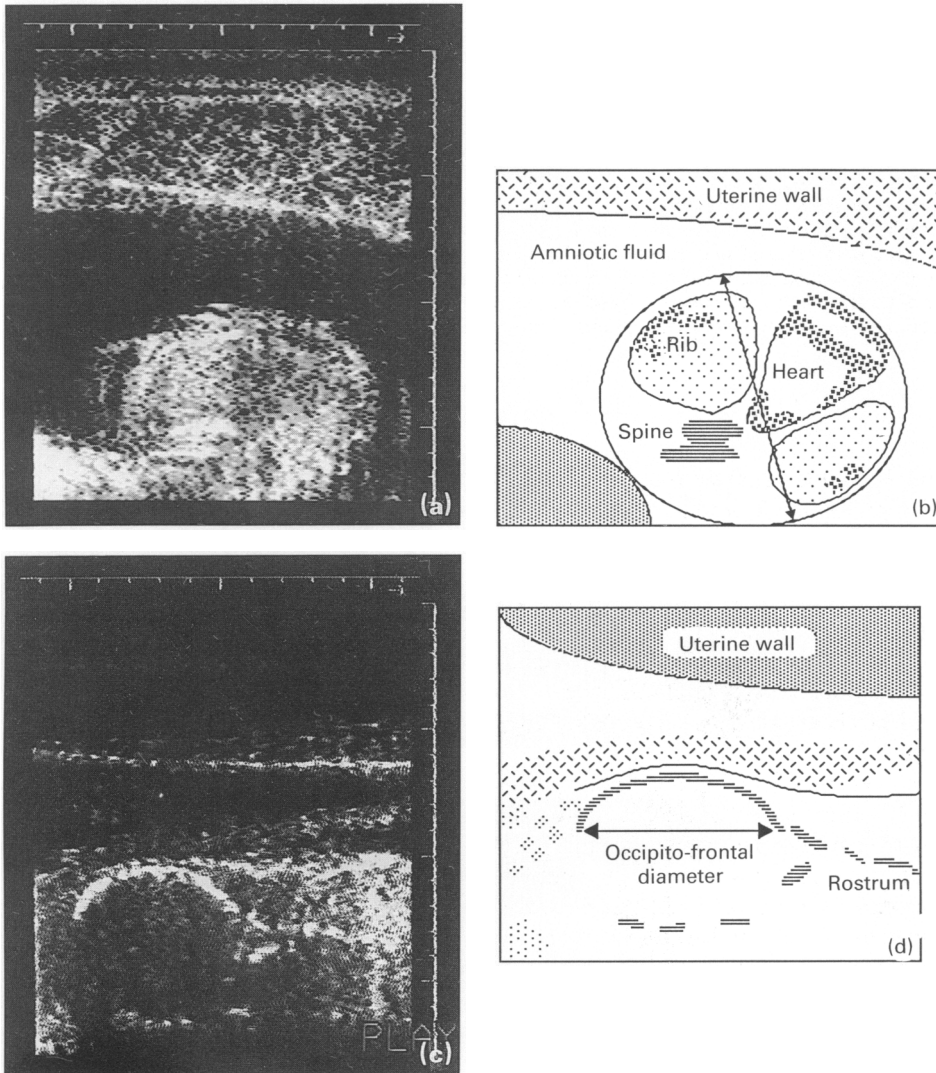 (a)
Uterine wall
Amniotic fluid
Rib
Heart
Spine
(b)
PLAY
(c)
Uterine wall
Occipito-frontal
diameter
Rostrum
(d)